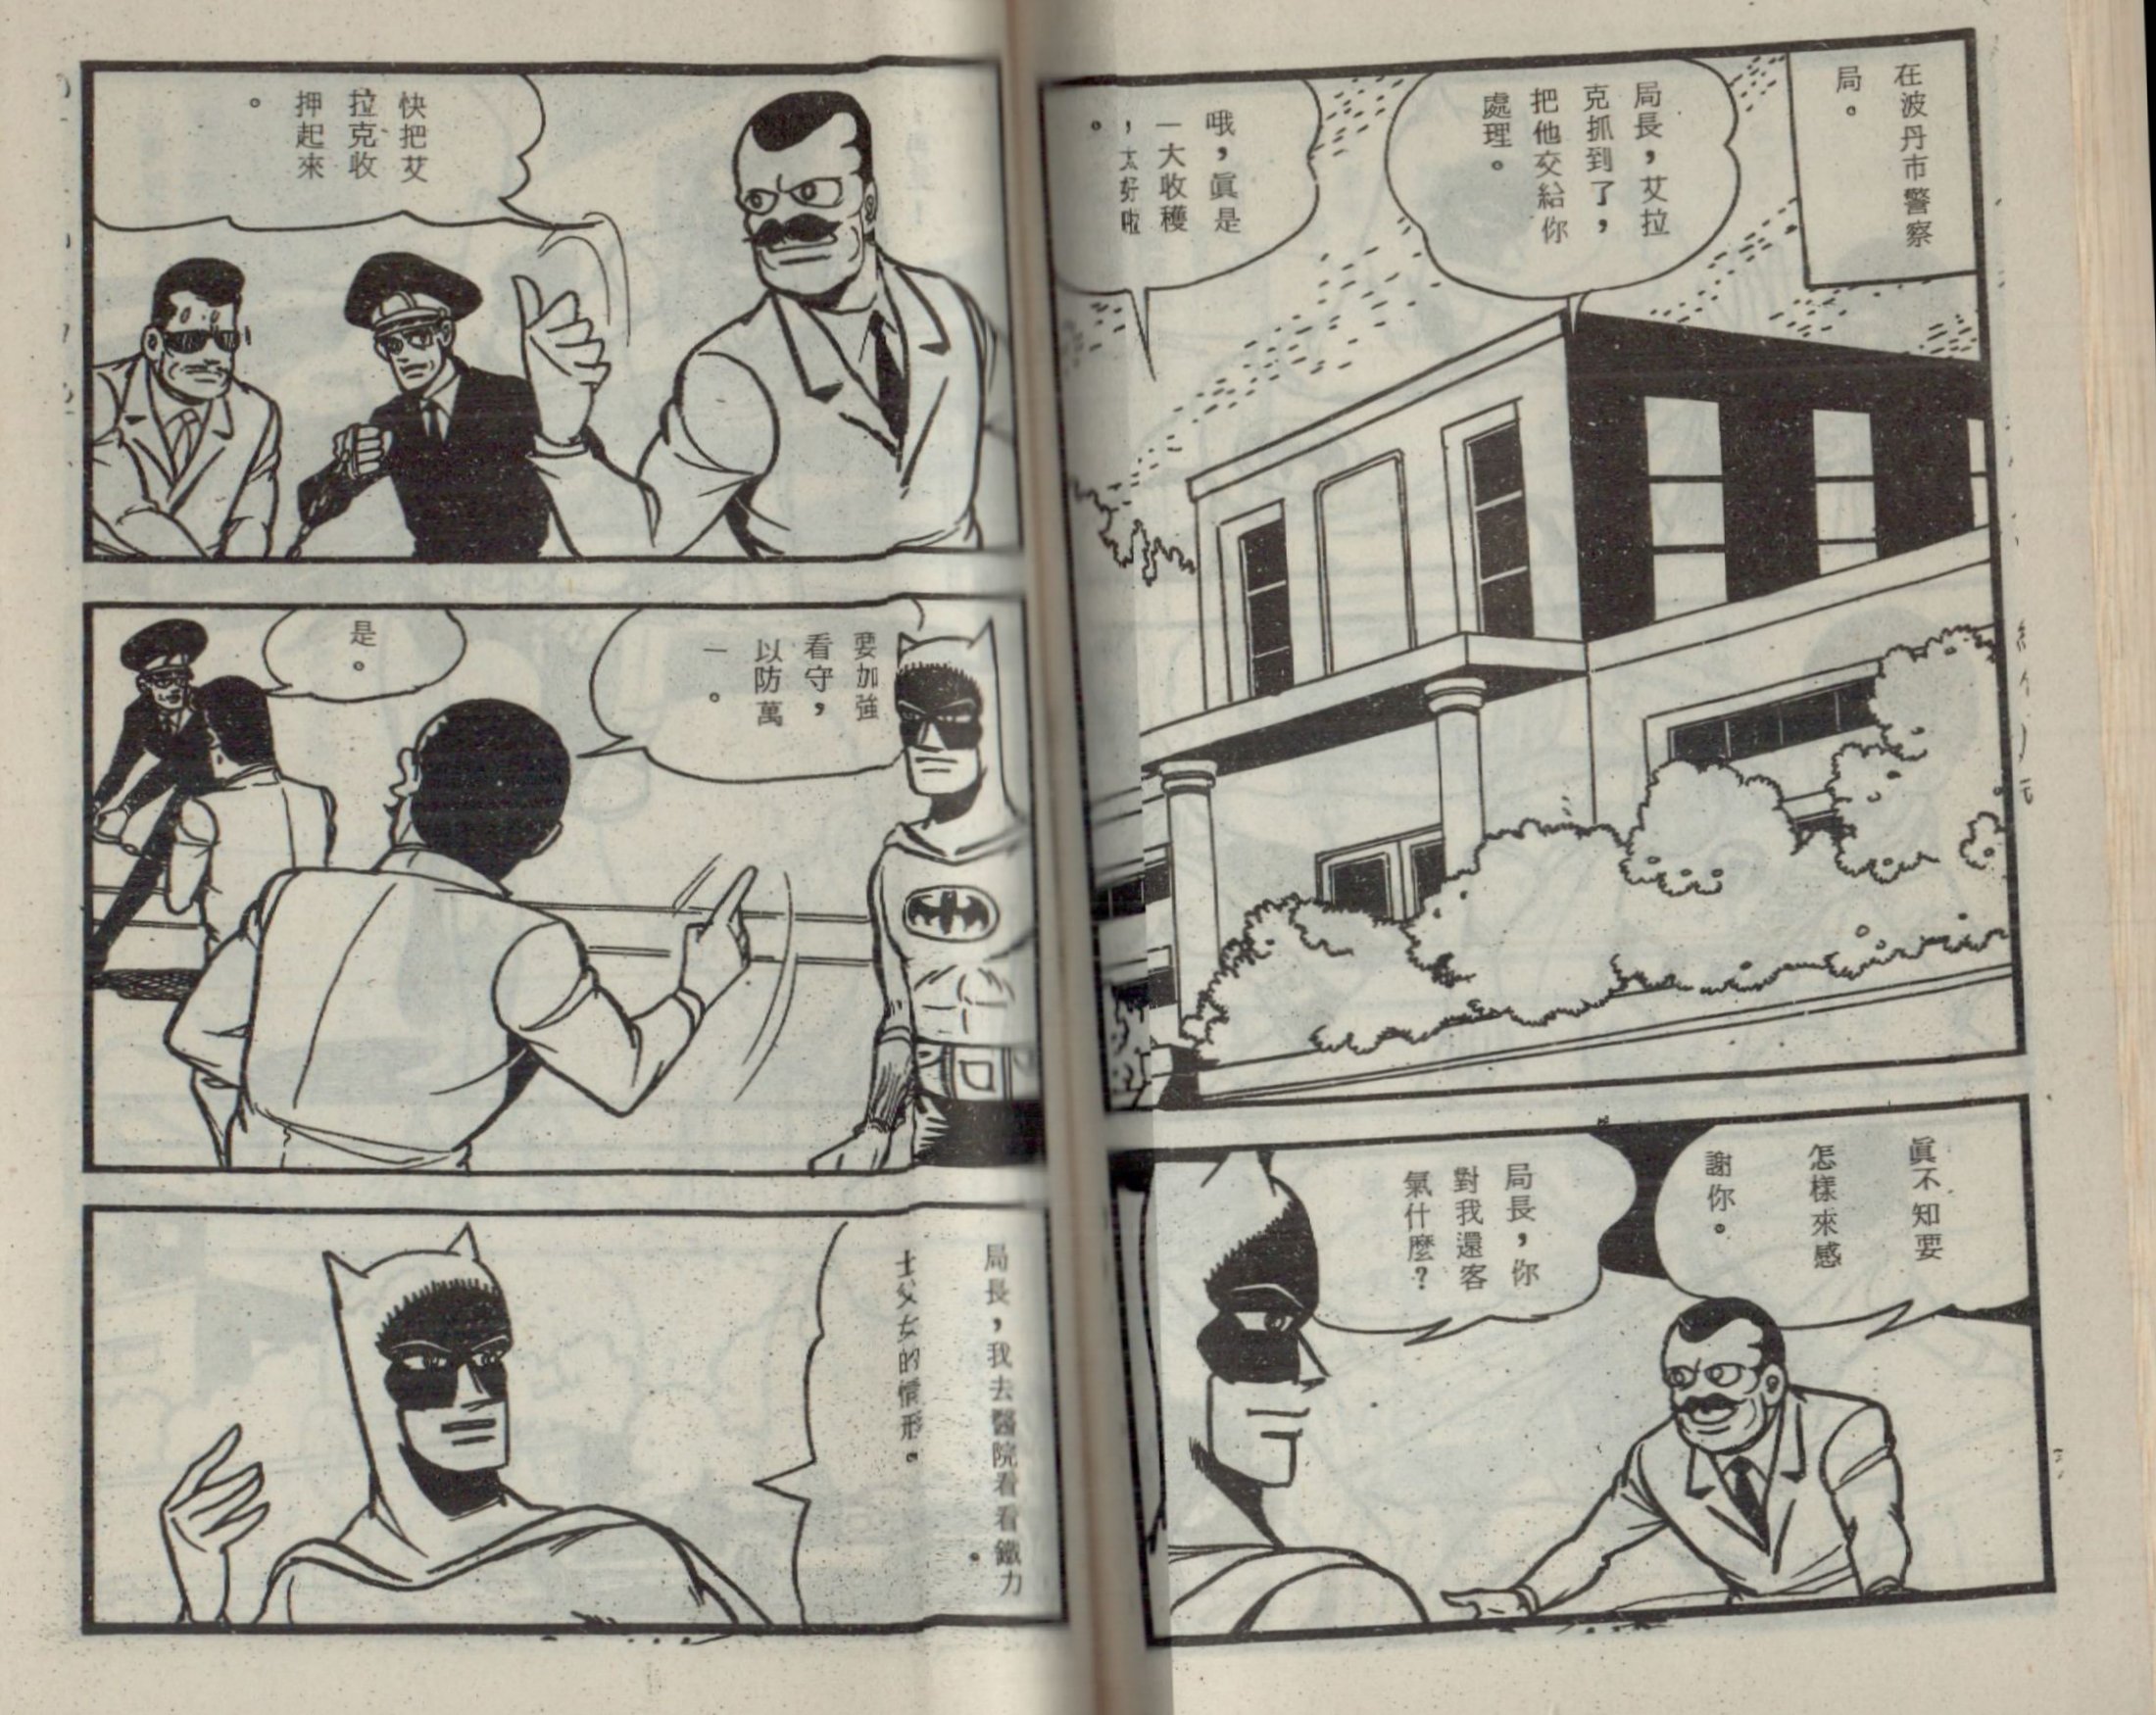 在波丹市警察
局。
局長，艾拉
克抓到了，
把他交給你
處理。
哦，眞是
一大收穫
，太好啦
。
眞不知要
怎樣來感
謝你。
局長，你
對我還客
氣什麼？
快把艾
拉克收
押起來
。
要加強
看守，
以防萬
一。
是。
局長，我去醫院看看鐵力
士父女的情形。